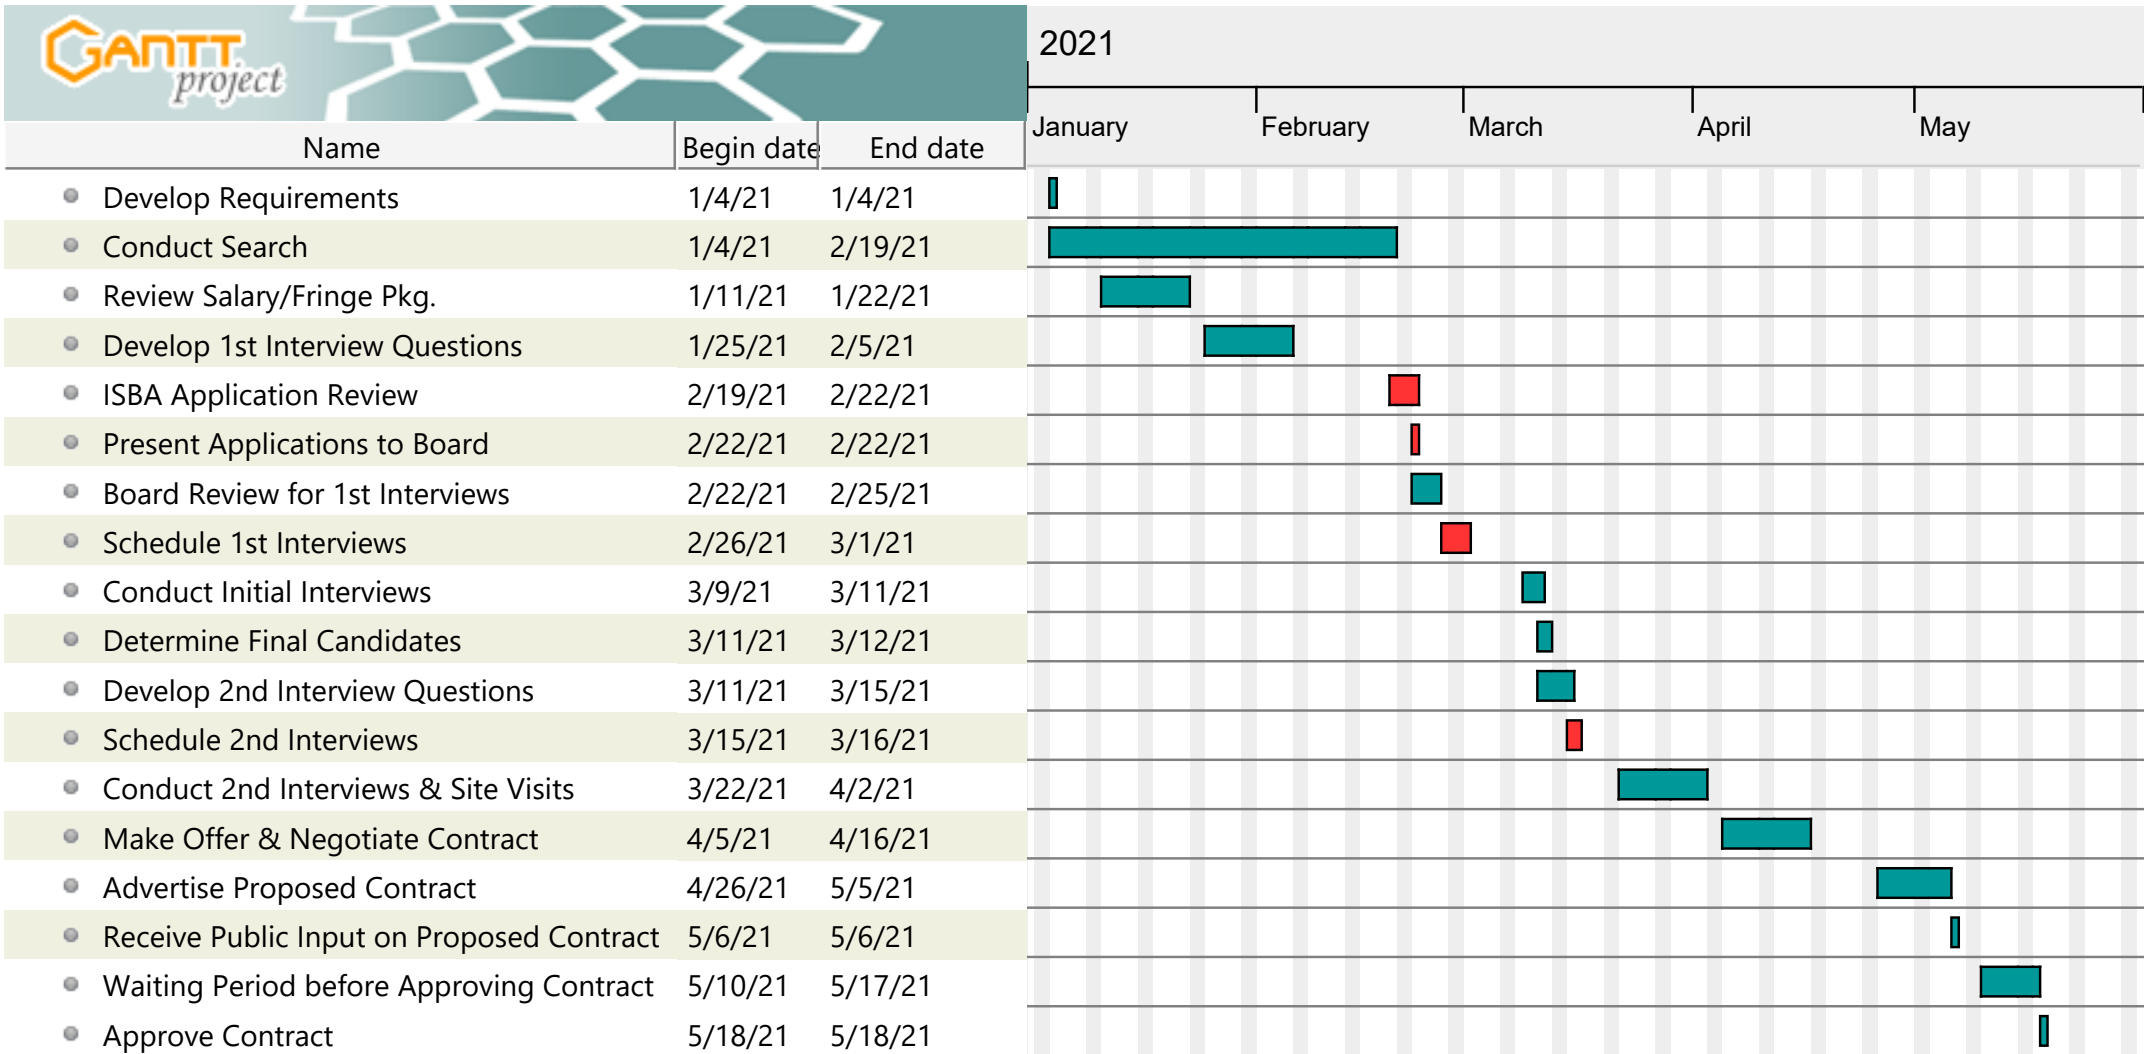 GANTT
project
2021
January February March April May
Name Begin date End date
Develop Requirements 1/4/21 1/4/21
Conduct Search 1/4/21 2/19/21
Review Salary/Fringe Pkg. 1/11/21 1/22/21
Develop 1st Interview Questions 1/25/21 2/5/21
ISBA Application Review 2/19/21 2/22/21
Present Applications to Board 2/22/21 2/22/21
Board Review for 1st Interviews 2/22/21 2/25/21
Schedule 1st Interviews 2/26/21 3/1/21
Conduct Initial Interviews 3/9/21 3/11/21
Determine Final Candidates 3/11/21 3/12/21
Develop 2nd Interview Questions 3/11/21 3/15/21
Schedule 2nd Interviews 3/15/21 3/16/21
Conduct 2nd Interviews & Site Visits 3/22/21 4/2/21
Make Offer & Negotiate Contract 4/5/21 4/16/21
Advertise Proposed Contract 4/26/21 5/5/21
Receive Public Input on Proposed Contract 5/6/21 5/6/21
Waiting Period before Approving Contract 5/10/21 5/17/21
Approve Contract 5/18/21 5/18/21